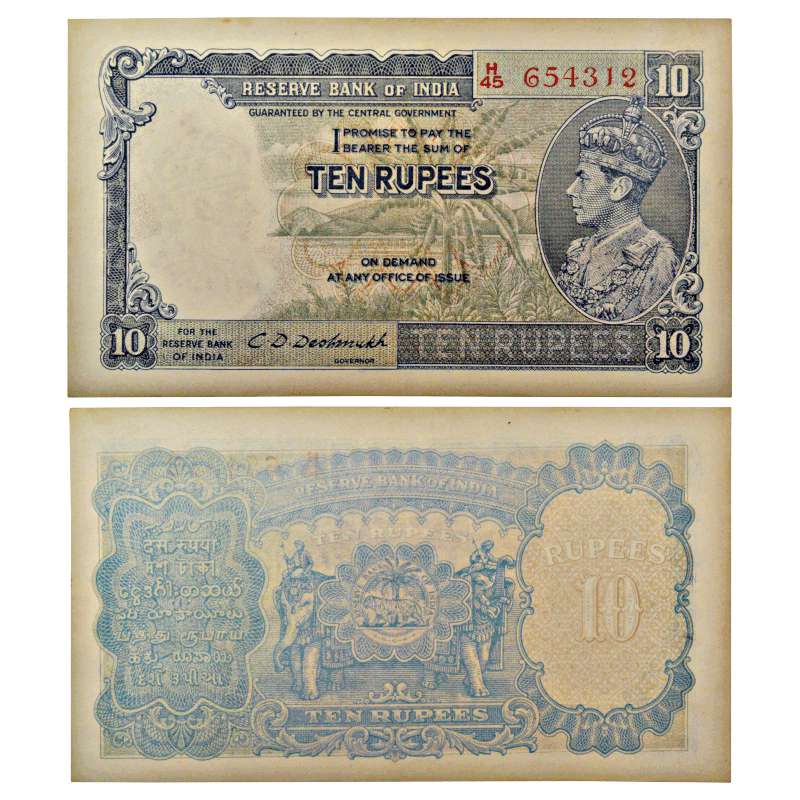 H
45 654312 10
RESERVE BANK OF INDIA
GUARANTEED BY THE CENTRAL GOVERNMENT
I PROMISE TO PAY THE
BEARER THE SUM OF
TEN RUPEES
ON DEMAND
AT ANY OFFICE OF ISSUE
10 FOR THE
RESERVE BANK
OF INDIA
C D Deshmukh
GOVERNOR
TEN RUPEES 10
RESERVE BANK OF INDIA
TEN RUPEES
RUPEES
10
दस रुपया
TEN RUPEES